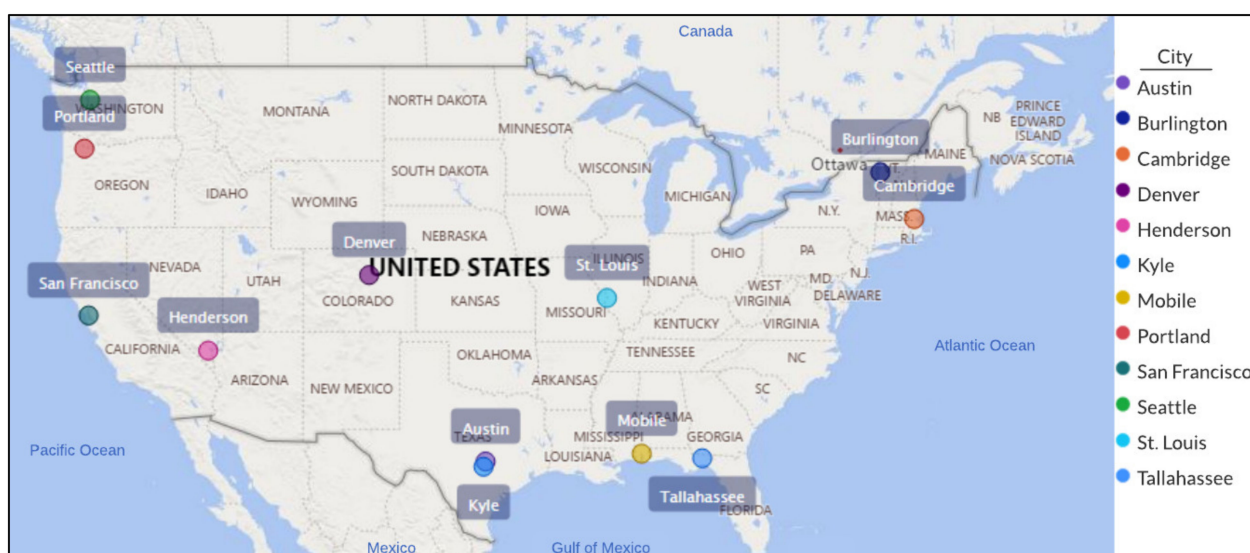 Canada
Seattle
WASHINGTON
Portland
MONTANA
NORTH DAKOTA
MINNESOTA
NB
PRINCE
EDWARD
ISLAND
NOVA SCOTIA
Burlington
Ottawa
VT.
MAINE
OREGON
IDAHO
SOUTH DAKOTA
WISCONSIN
MICHIGAN
Cambridge
WYOMING
IOWA
N.Y.
MASS.
R.I.
Denver
NEBRASKA
UNITED STATES
St. Louis
ILLINOIS
OHIO
PA
NEVADA
UTAH
COLORADO
KANSAS
MISSOURI
INDIANA
WEST
VIRGINIA
MD.
N.J.
DELAWARE
San Francisco
Henderson
CALIFORNIA
KENTUCKY
VIRGINIA
Atlantic Ocean
ARIZONA
NEW MEXICO
OKLAHOMA
ARKANSAS
TENNESSEE
NC
SC
Pacific Ocean
Austin
TEXAS
Mobile
ALABAMA
MISSISSIPPI
GEORGIA
LOUISIANA
Kyle
Tallahassee
FLORIDA
Mexico
Gulf of Mexico
City
Austin
Burlington
Cambridge
Denver
Henderson
Kyle
Mobile
Portland
San Francisco
Seattle
St. Louis
Tallahassee